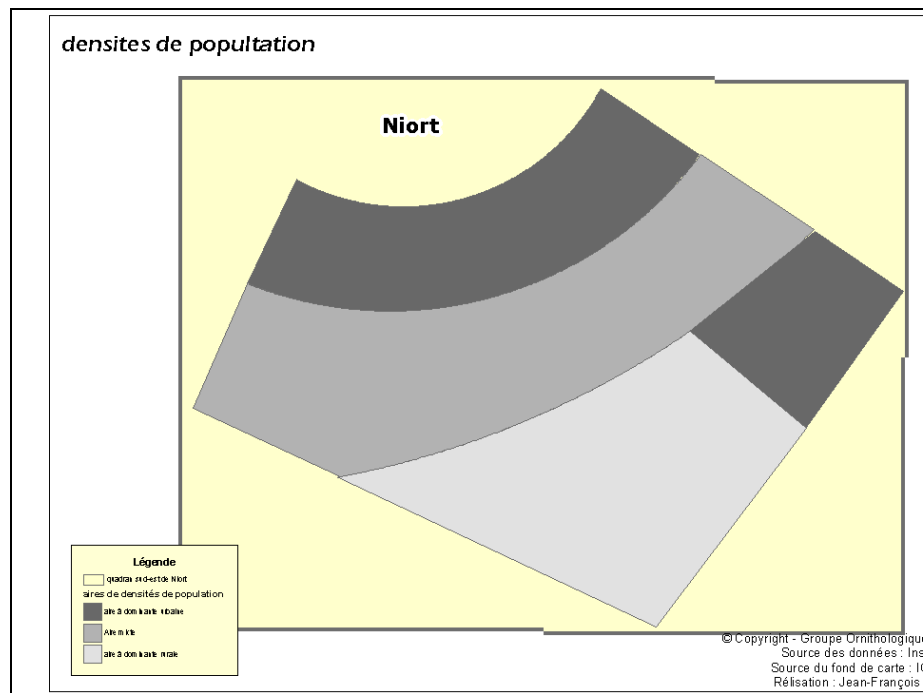 densites de popultation
Niort
Légende
quadran sud-est de Niort
aires de densités de population
aire à dominante urbaine
Aire mixte
aire à dominante rurale
© Copyright - Groupe Ornithologique
Source des données : Ins
Source du fond de carte : I
Rélisation : Jean-François